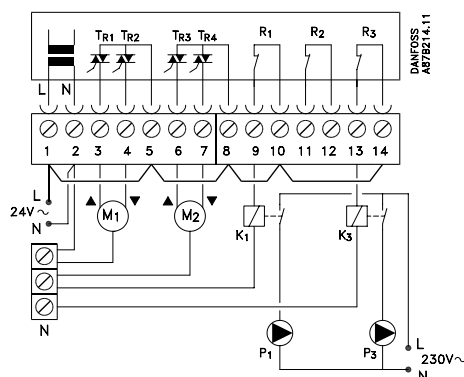 TR1 TR2 TR3 TR4 R1 R2 R3
DANFOSS
A87B214.11
L N
1 2 3 4 5 6 7 8 9 10 11 12 13 14
L
24V~
N
▲ M1 ▼ ▲ M2 ▼
K1 K3
N
P1 P3
L
230V~
N